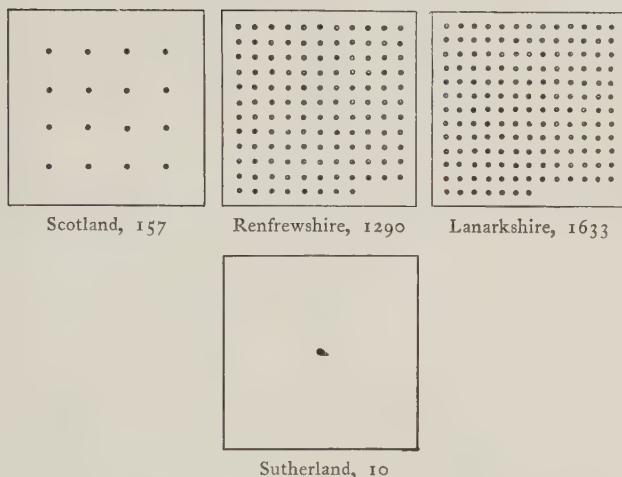 Scotland, 157 Renfrewshire, 1290 Lanarkshire, 1633
Sutherland, 10